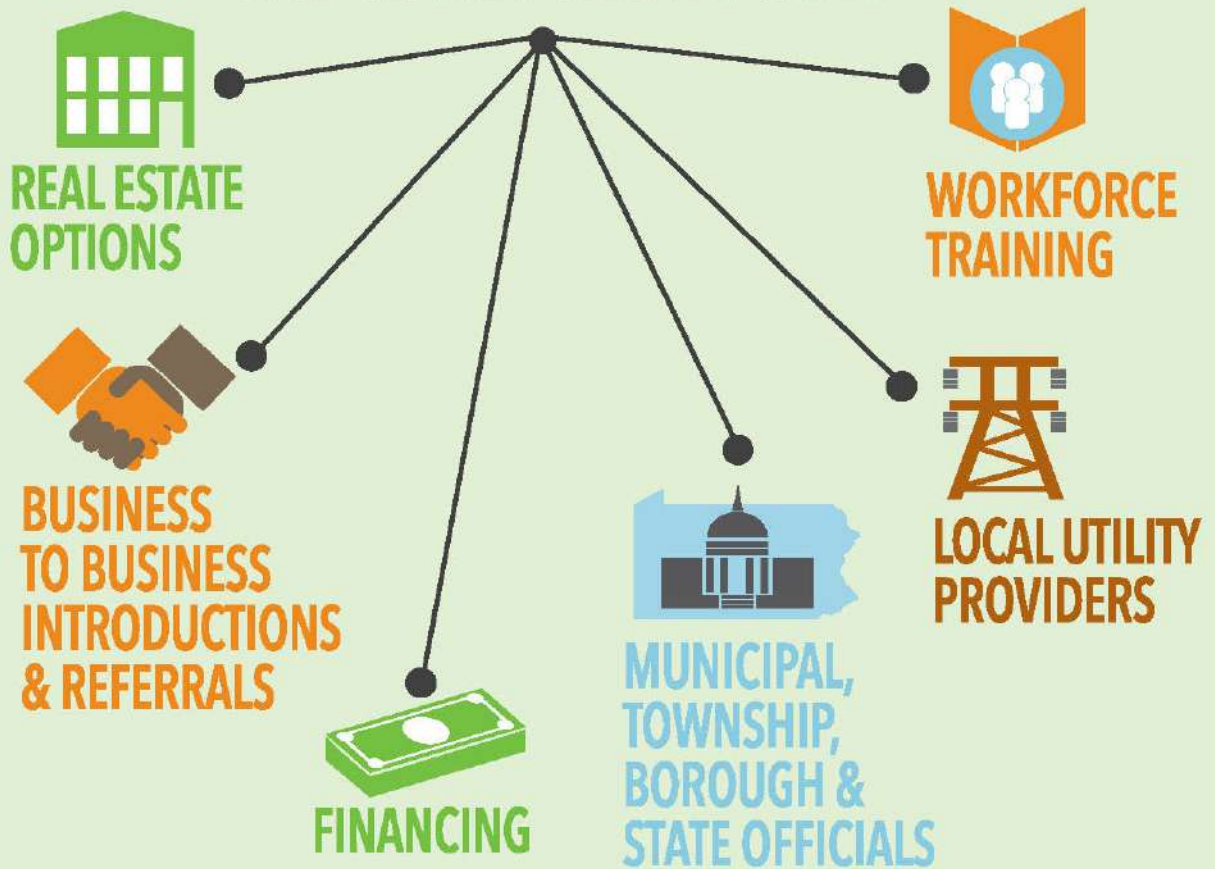 REAL ESTATE
OPTIONS
WORKFORCE
TRAINING
BUSINESS
TO BUSINESS
INTRODUCTIONS
& REFERRALS
LOCAL UTILITY
PROVIDERS
MUNICIPAL,
TOWNSHIP,
BOROUGH &
STATE OFFICIALS
FINANCING